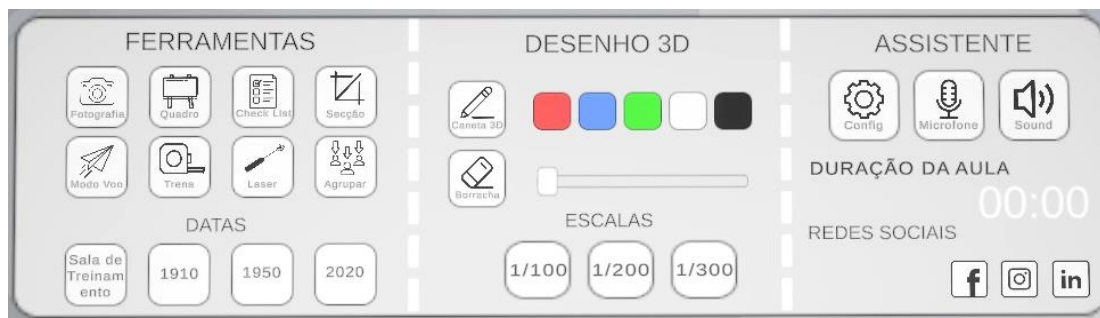 FERRAMENTAS
Fotografia
Quadro
Check List
Secção
Modo Voo
Trena
Laser
Agrupar
DATAS
Sala de
Treinam
ento
1910
1950
2020
DESENHO 3D
Caneta 3D
Borracha
ESCALAS
1/100
1/200
1/300
ASSISTENTE
Config
Microfone
Sound
DURAÇÃO DA AULA
00:00
REDES SOCIAIS
f
in